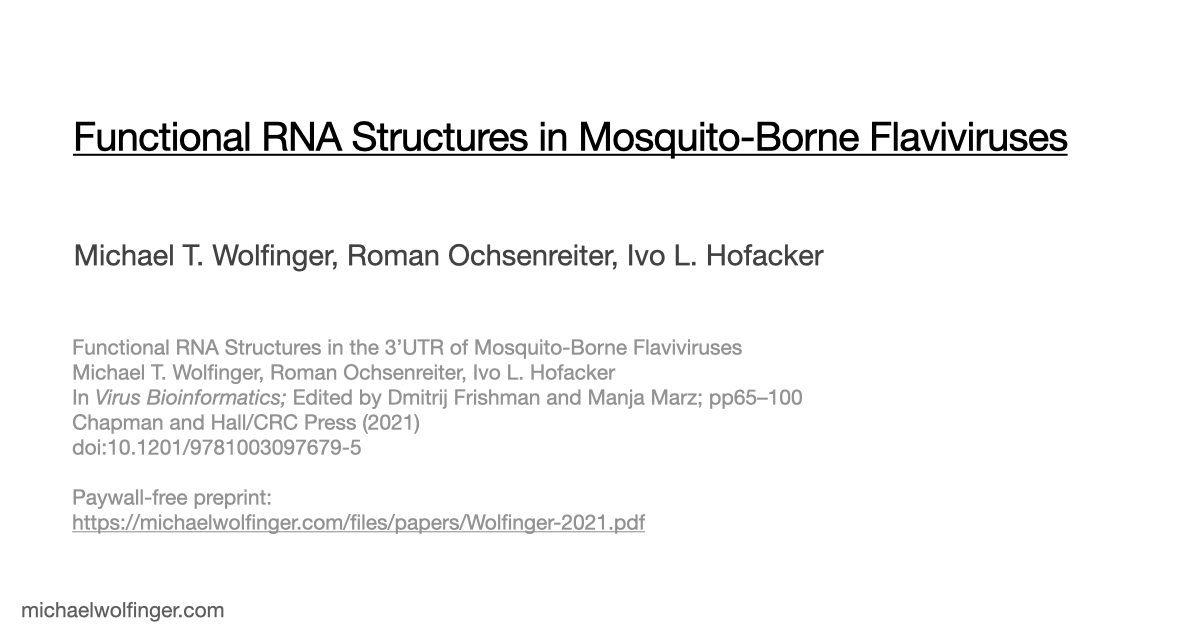 Functional RNA Structures in Mosquito-Borne Flaviviruses
Michael T. Wolfinger, Roman Ochsenreiter, Ivo L. Hofacker
Functional RNA Structures in the 3’UTR of Mosquito-Borne Flaviviruses
Michael T. Wolfinger, Roman Ochsenreiter, Ivo L. Hofacker
In Virus Bioinformatics; Edited by Dmitrij Frishman and Manja Marz; pp65–100
Chapman and Hall/CRC Press (2021)
doi:10.1201/9781003097679-5
Paywall-free preprint:
https://michaelwolfinger.com/files/papers/Wolfinger-2021.pdf
michaelwolfinger.com